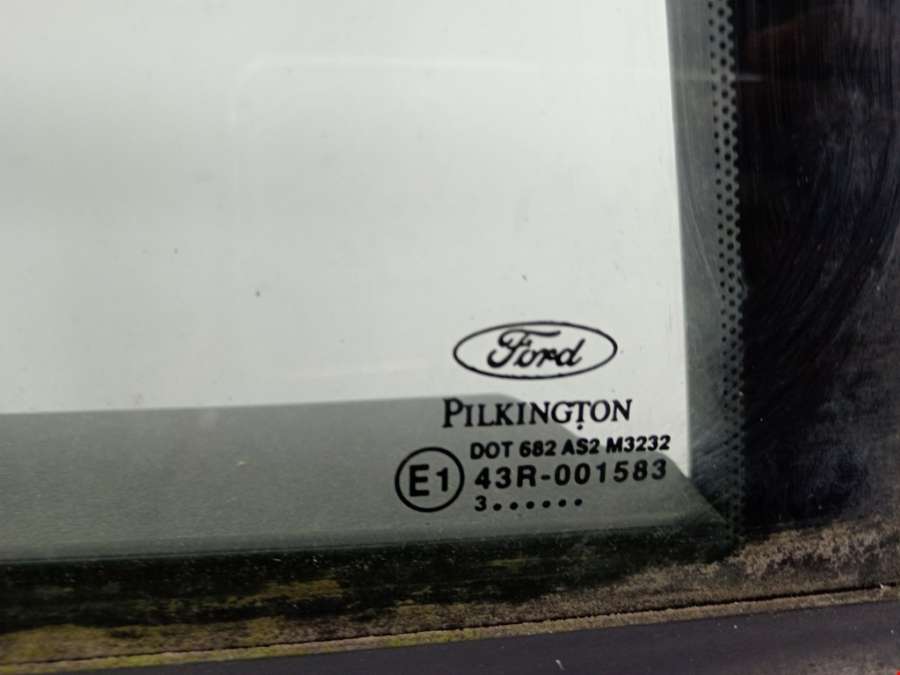 Ford
PILKINGTON
DOT 682 AS2 M3232
E1 43R-001583
3......